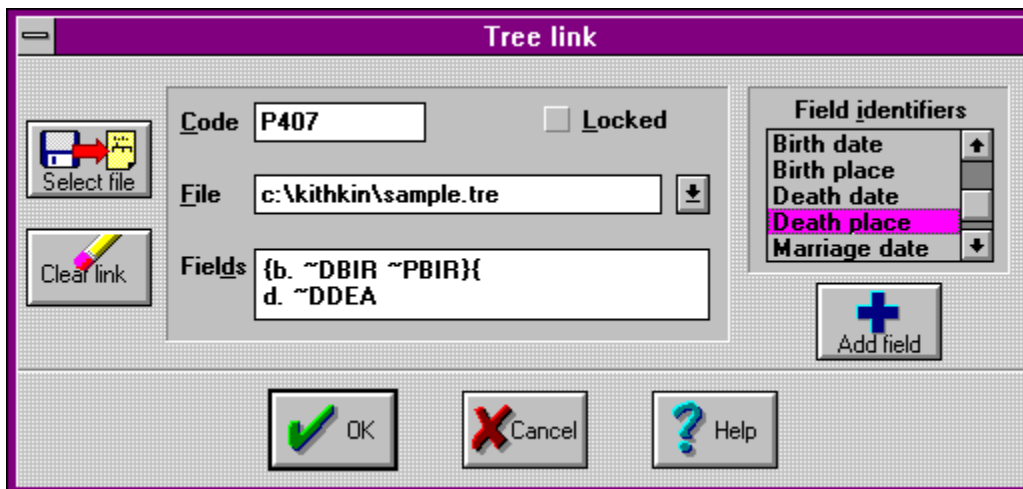 Tree link
Select file
Clear link
Code P407
Locked
File c:\kithkin\sample.tre
Fields {b. ~DBIR ~PBIR}{
d. ~DDEA
Field identifiers
Birth date
Birth place
Death date
Death place
Marriage date
Add field
OK
Cancel
Help